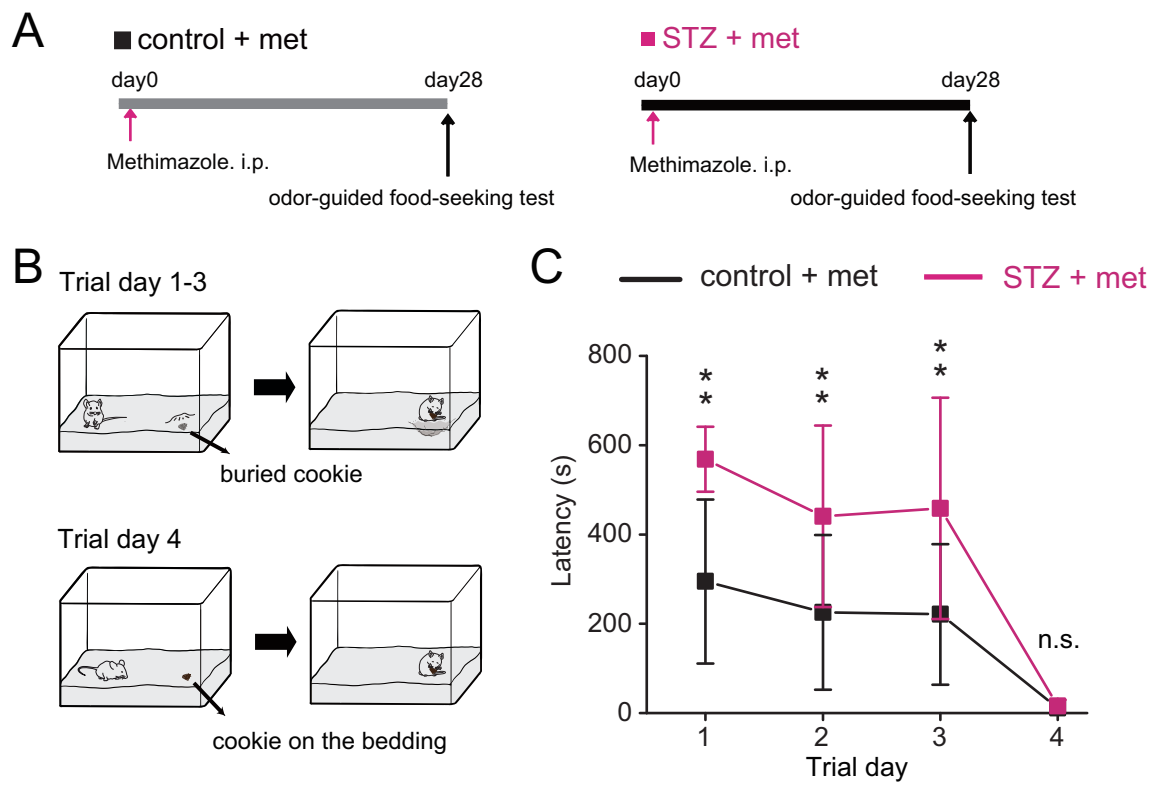 A
control + met
day0
day28
Methimazole. i.p.
odor-guided food-seeking test
STZ + met
day0
day28
Methimazole. i.p.
odor-guided food-seeking test
B
Trial day 1-3
buried cookie
Trial day 4
cookie on the bedding
C
control + met
STZ + met
Latency (s)
800
600
400
200
0
*
*
*
*
*
*
n.s.
1
2
3
4
Trial day